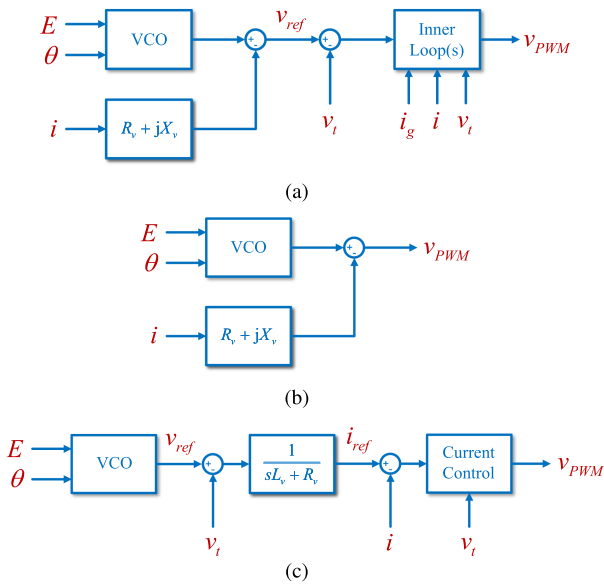 E
θ
VCO
+
-
v_ref
+
-
Inner
Loop(s)
v_PWM
i
R_v + jX_v
v_t
i_g
i
v_t
(a)
E
θ
VCO
+
-
v_PWM
i
R_v + jX_v
(b)
E
θ
VCO
v_ref
+
-
1
sL_v + R_v
i_ref
+
-
Current
Control
v_PWM
v_t
i
v_t
(c)